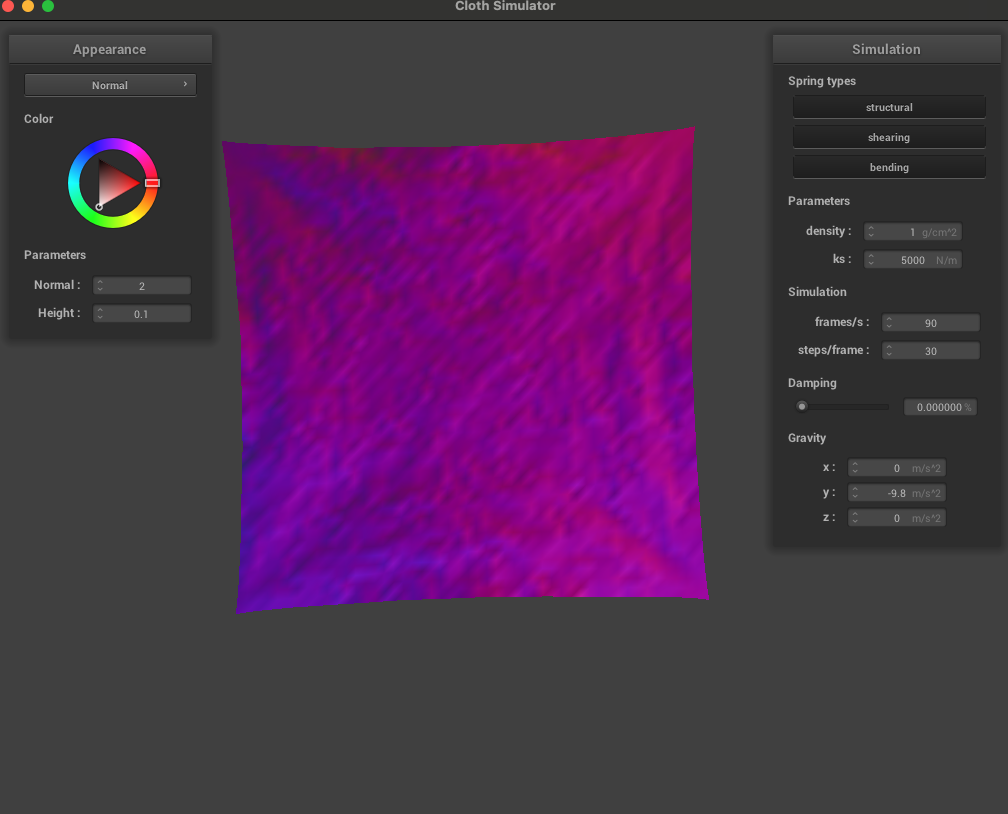 Cloth Simulator
Appearance
Normal
Color
Parameters
Normal : 2
Height : 0.1
Simulation
Spring types
structural
shearing
bending
Parameters
density : 1 g/cm^2
ks : 5000 N/m
Simulation
frames/s : 90
steps/frame : 30
Damping
0.000000 %
Gravity
x : 0 m/s^2
y : -9.8 m/s^2
z : 0 m/s^2